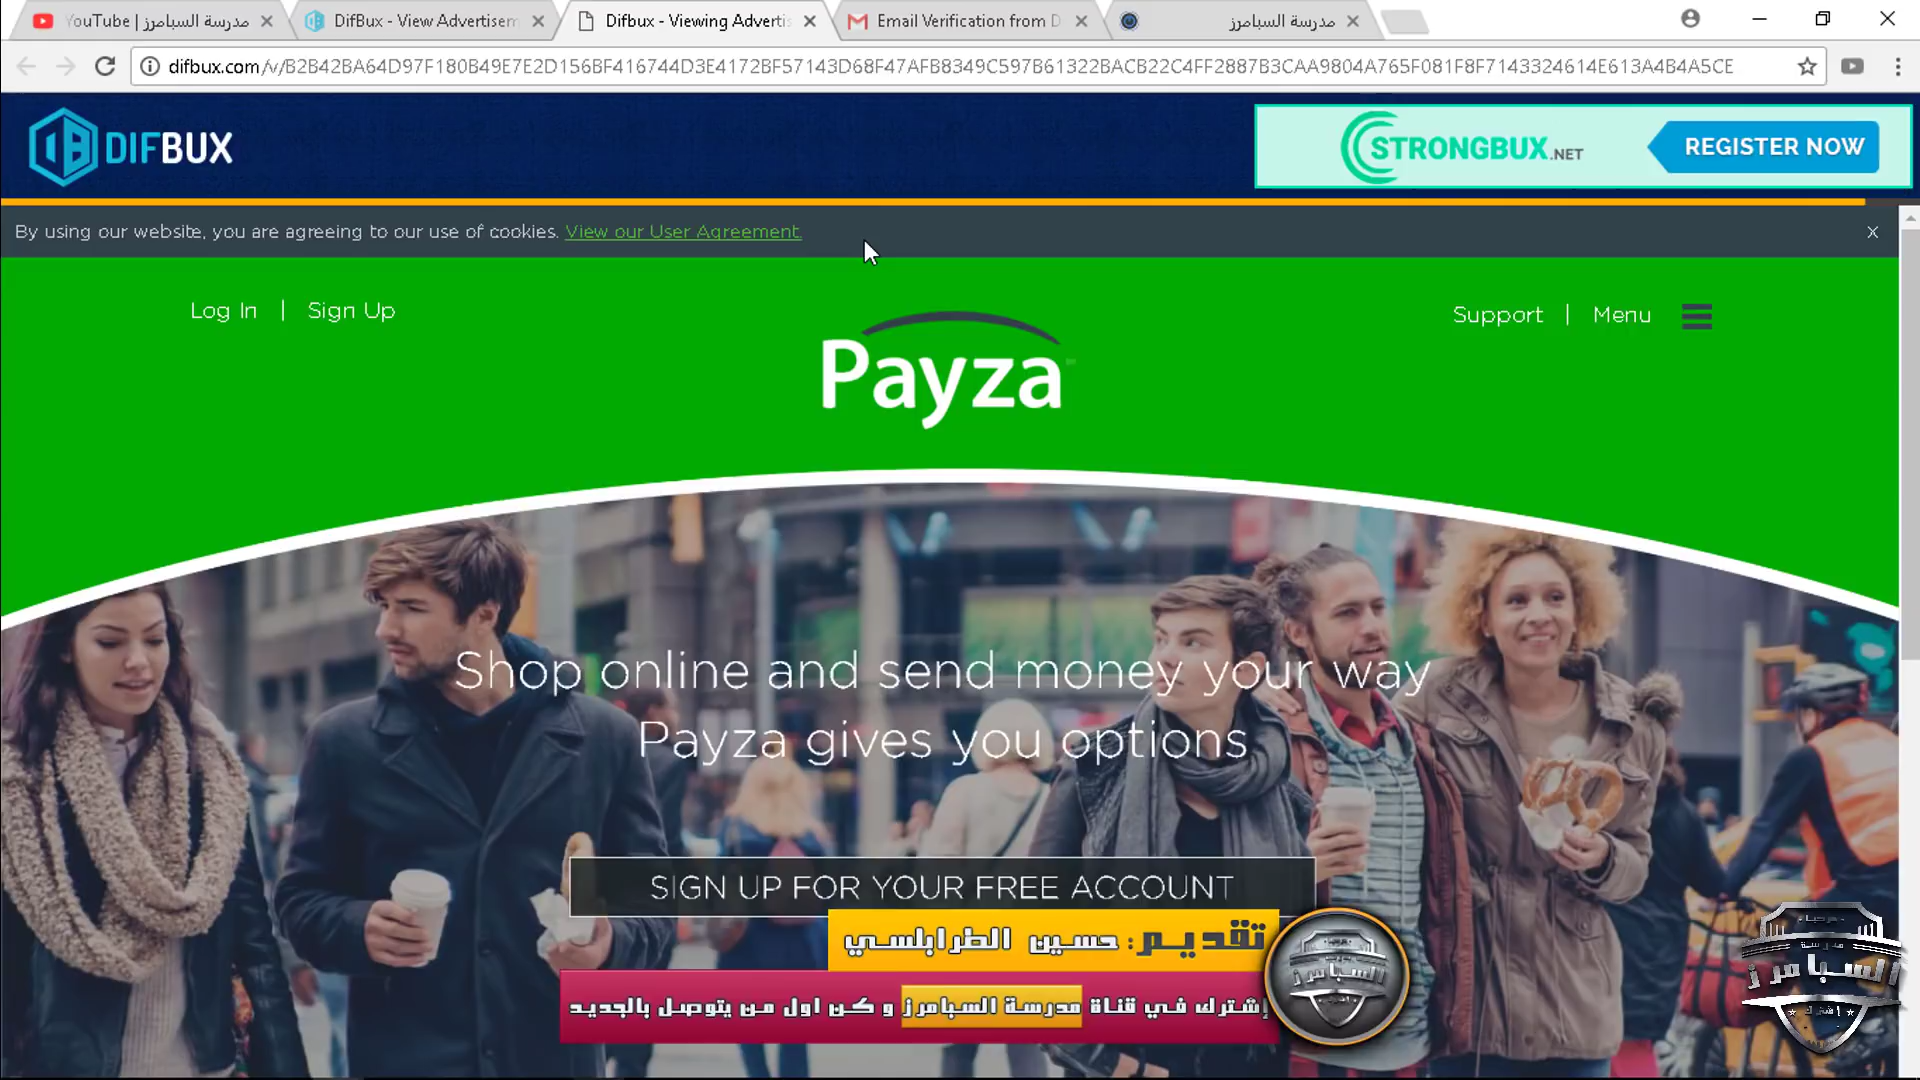 YouTube | مدرسة السبامرز
DifBux - View Advertisem
Difbux - Viewing Adverti
Email Verification from D
مدرسة السبامرز
difbux.com/v/B2B42BA64D97F180B49E7E2D156BF416744D3E4172BF57143D68F47AFB8349C597B61322BACB22C4FF2887B3CAA9804A765F081F8F7143324614E613A4B4A5CE
DIFBUX
STRONGBUX.NET
REGISTER NOW
By using our website, you are agreeing to our use of cookies. View our User Agreement.
X
Log In | Sign Up
Payza
Support | Menu
Shop online and send money your way
Payza gives you options
SIGN UP FOR YOUR FREE ACCOUNT
تقديم: حسين الطرابلسي
إشترك في قناة مدرسة السبامرز و كن اول من يتوصل بالجديد
السبامرز
مدرسة
السبامرز
اشترك